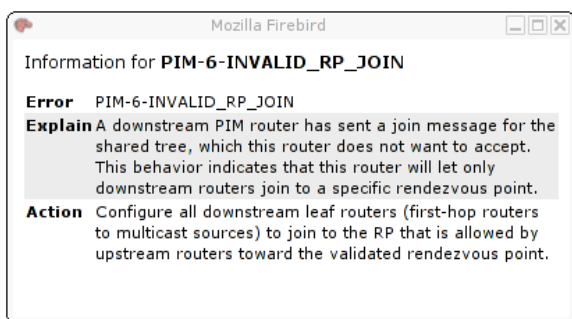 Mozilla Firebird
Information for PIM-6-INVALID_RP_JOIN
Error PIM-6-INVALID_RP_JOIN
Explain A downstream PIM router has sent a join message for the
shared tree, which this router does not want to accept.
This behavior indicates that this router will let only
downstream routers join to a specific rendezvous point.
Action Configure all downstream leaf routers (first-hop routers
to multicast sources) to join to the RP that is allowed by
upstream routers toward the validated rendezvous point.